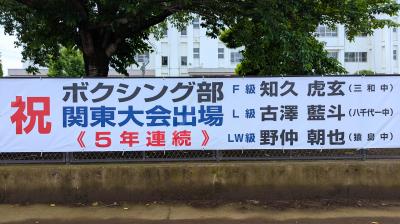 祝
ボクシング部
関東大会出場
《5年連続》
F級 知久 虎玄(三和中)
L級 古澤 藍斗(八千代一中)
LW級 野仲 朝也(猿島中)